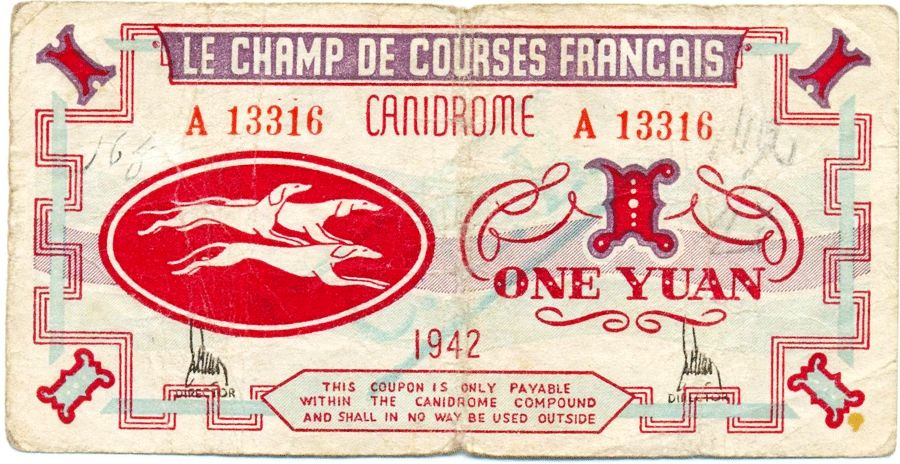 LE CHAMP DE COURSES FRANCAIS
A 13316 CANIDROME A 13316
1
ONE YUAN
1942
DIRECTOR DIRECTOR
THIS COUPON IS ONLY PAYABLE
WITHIN THE CANIDROME COMPOUND
AND SHALL IN NO WAY BE USED OUTSIDE